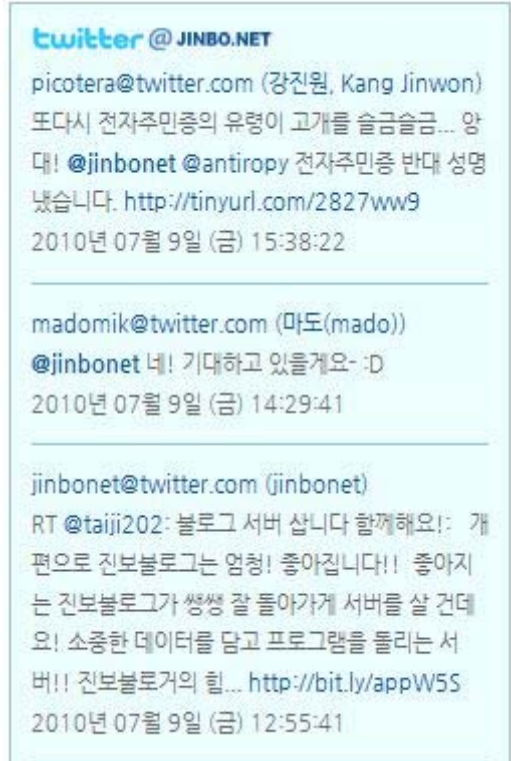 twitter @ JINBO.NET
picotera@twitter.com (강진원, Kang Jinwon)
또다시 전자주민증의 유령이 고개를 슬금슬금... 앙
대! @jinbonet @antiropy 전자주민증 반대 성명
냈습니다. http://tinyurl.com/2827ww9
2010년 07월 9일 (금) 15:38:22
madomik@twitter.com (마도(mado))
@jinbonet 네! 기대하고 있을게요- :D
2010년 07월 9일 (금) 14:29:41
jinbonet@twitter.com (jinbonet)
RT @taiji202: 불로그 서버 삽니다 함께해요!: 개
편으로 진보불로그는 엄청! 좋아집니다!! 좋아지
는 진보불로그가 쌩쌩 잘 돌아가게 서버를 살 건데
요! 소중한 데이터를 담고 프로그램을 돌리는 서
버!! 진보불로거의 힘... http://bit.ly/appW5S
2010년 07월 9일 (금) 12:55:41